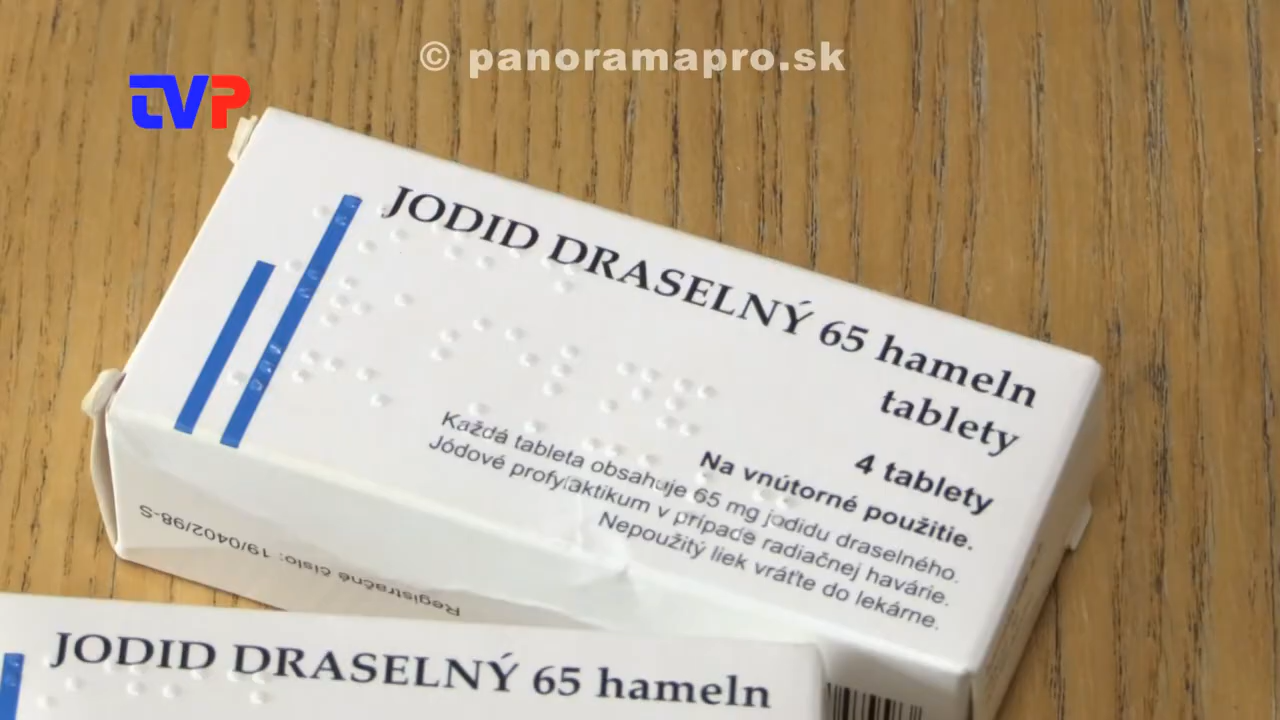 © panoramapro.sk
TVP
JODID DRASELNÝ 65 hameln
tablety
4 tablety
Na vnútorné použitie.
Každá tableta obsahuje 65 mg jodidu draselného.
Jódové profylaktikum v prípade radiačnej havárie.
Nepoužitý liek vráťte do lekárne.
Registračné číslo: 19/0402/98-S
JODID DRASELNÝ 65 hameln